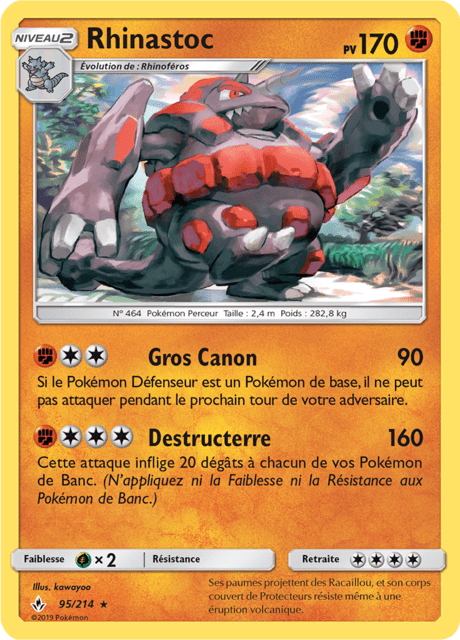 NIVEAU2 Rhinastoc PV170
Évolution de : Rhinoféros
N° 464 Pokémon Perceur Taille : 2,4 m Poids : 282,8 kg
Gros Canon 90
Si le Pokémon Défenseur est un Pokémon de base, il ne peut
pas attaquer pendant le prochain tour de votre adversaire.
Destructerre 160
Cette attaque inflige 20 dégâts à chacun de vos Pokémon
de Banc. (N'appliquez ni la Faiblesse ni la Résistance aux
Pokémon de Banc.)
Faiblesse × 2 Résistance Retraite
Illus. kawayoo
95/214 ★
©2019 Pokémon
Ses paumes projettent des Racaillou, et son corps
couvert de Protecteurs résiste même à une
éruption volcanique.